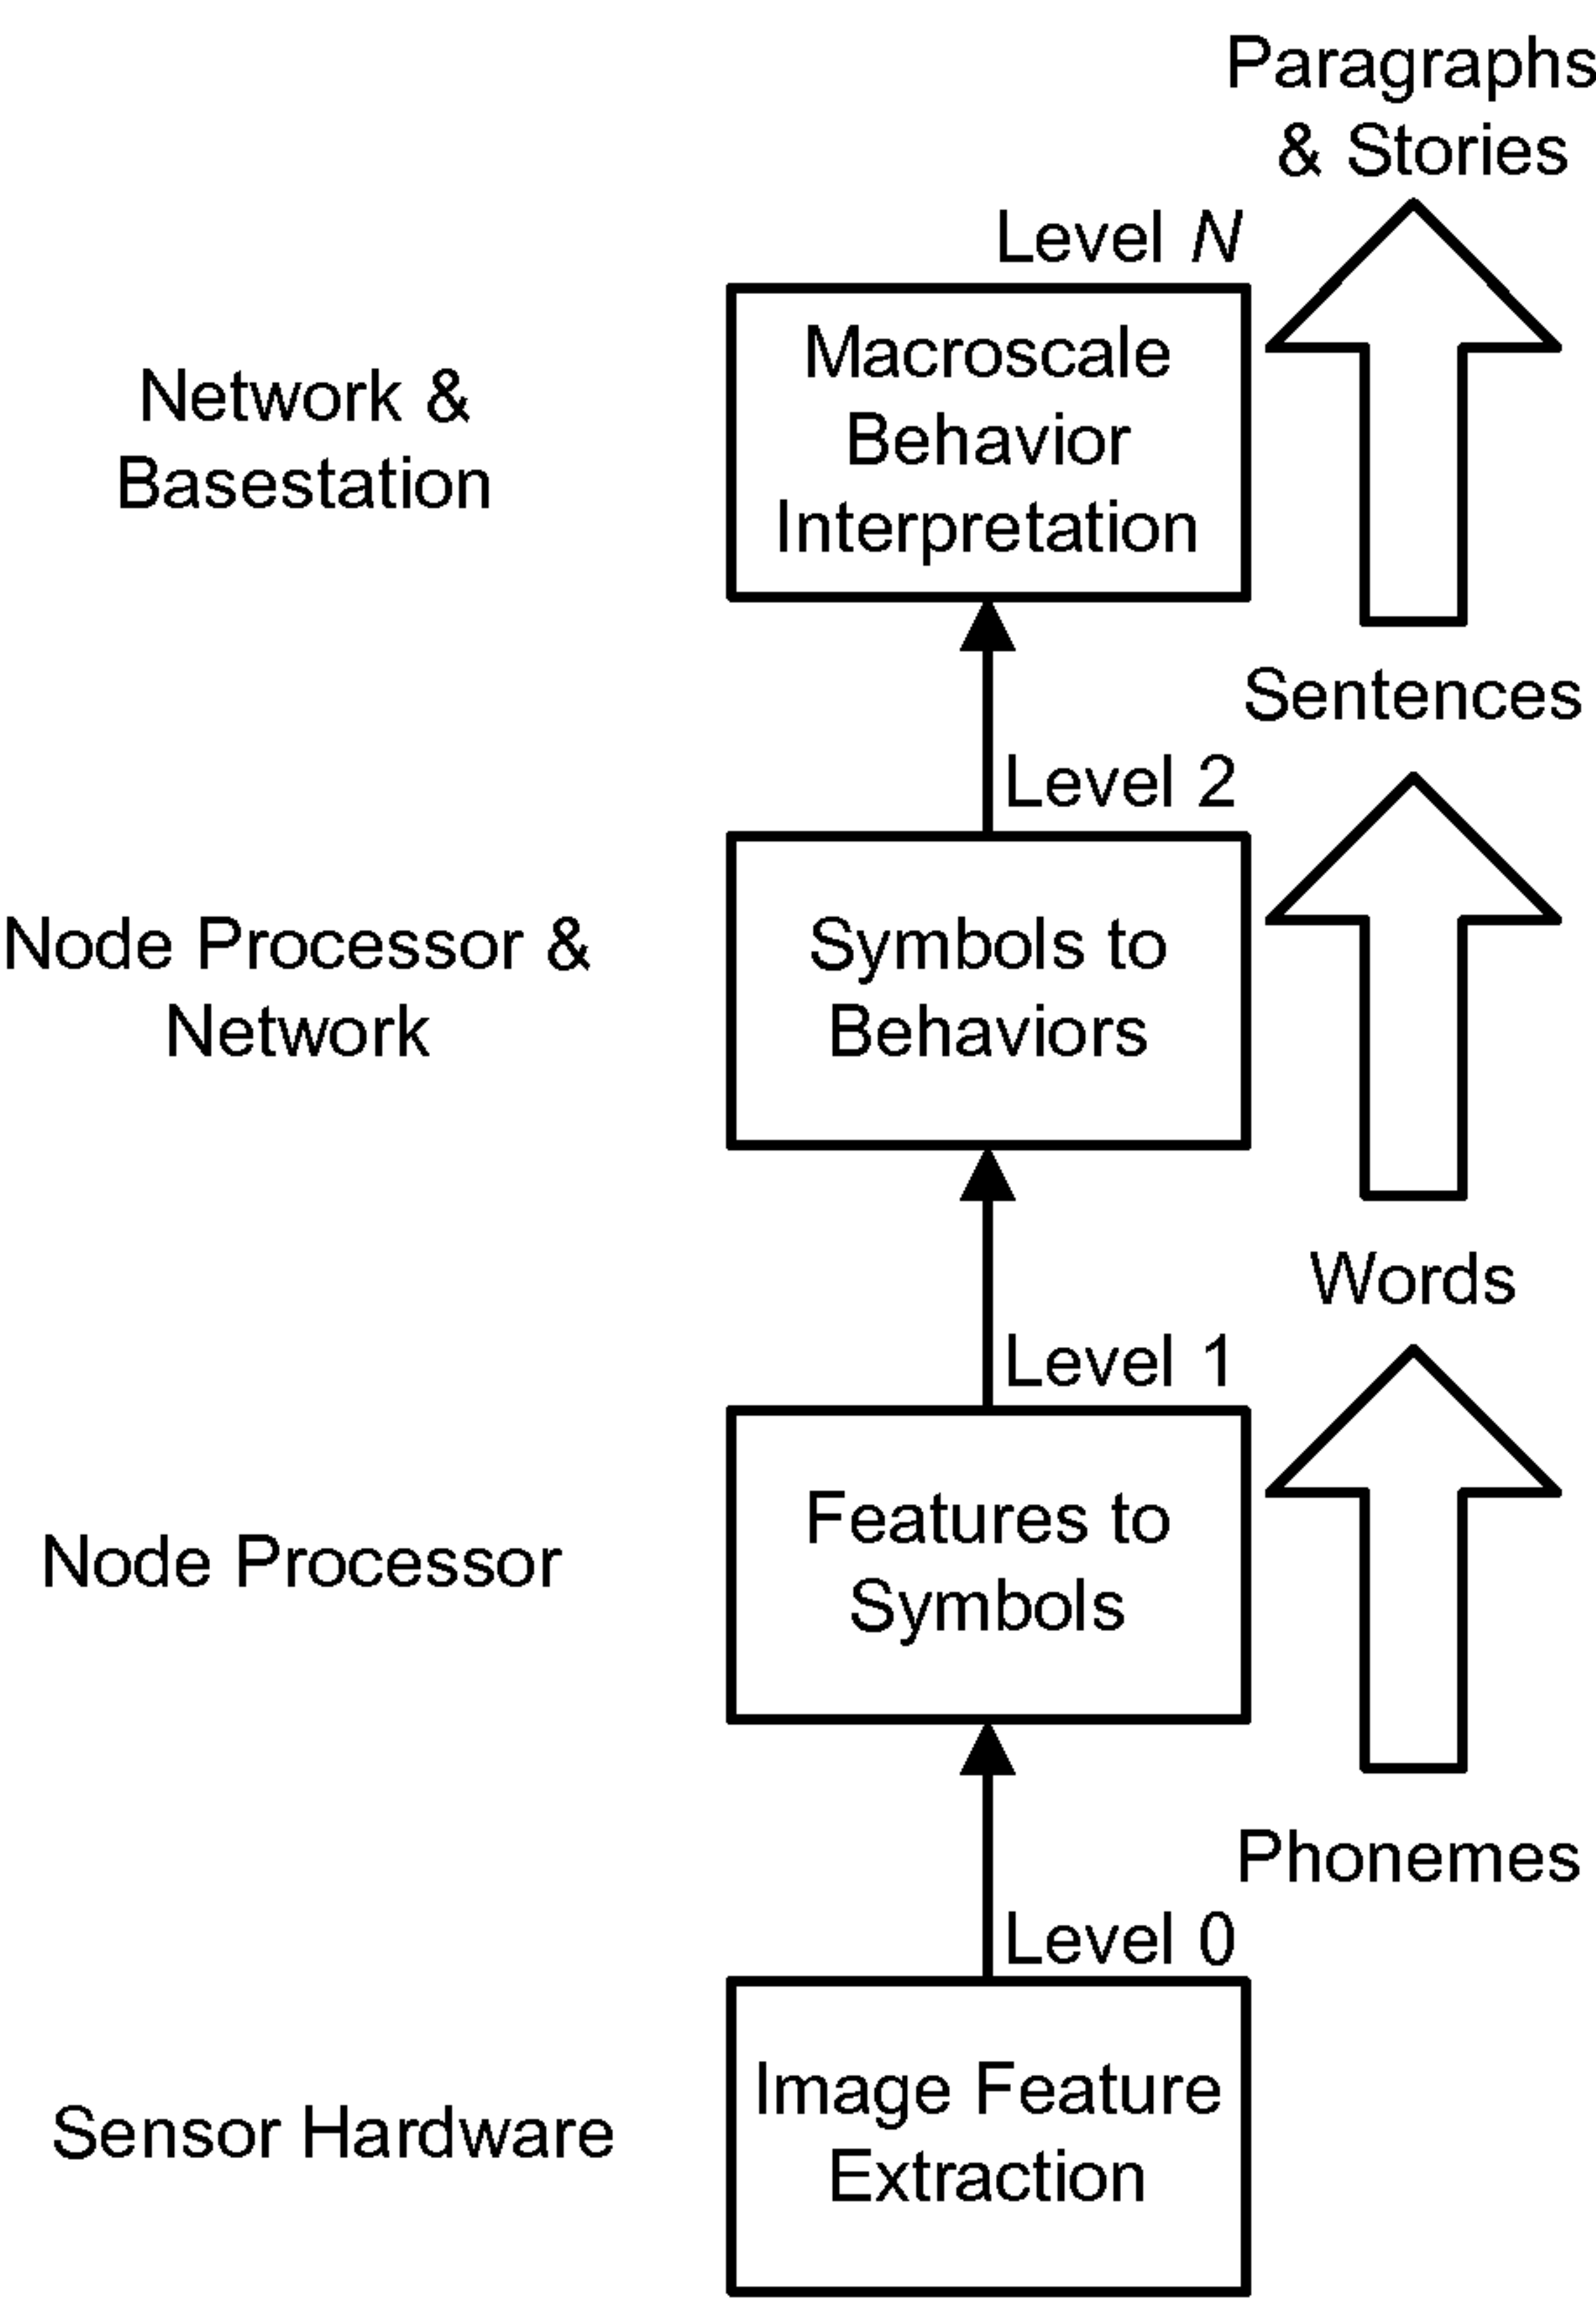 Paragraphs
& Stories
Level N
Network &
Basestation
Macroscale
Behavior
Interpretation
Sentences
Level 2
Node Processor &
Network
Symbols to
Behaviors
Words
Level 1
Node Processor
Features to
Symbols
Phonemes
Level 0
Sensor Hardware
Image Feature
Extraction